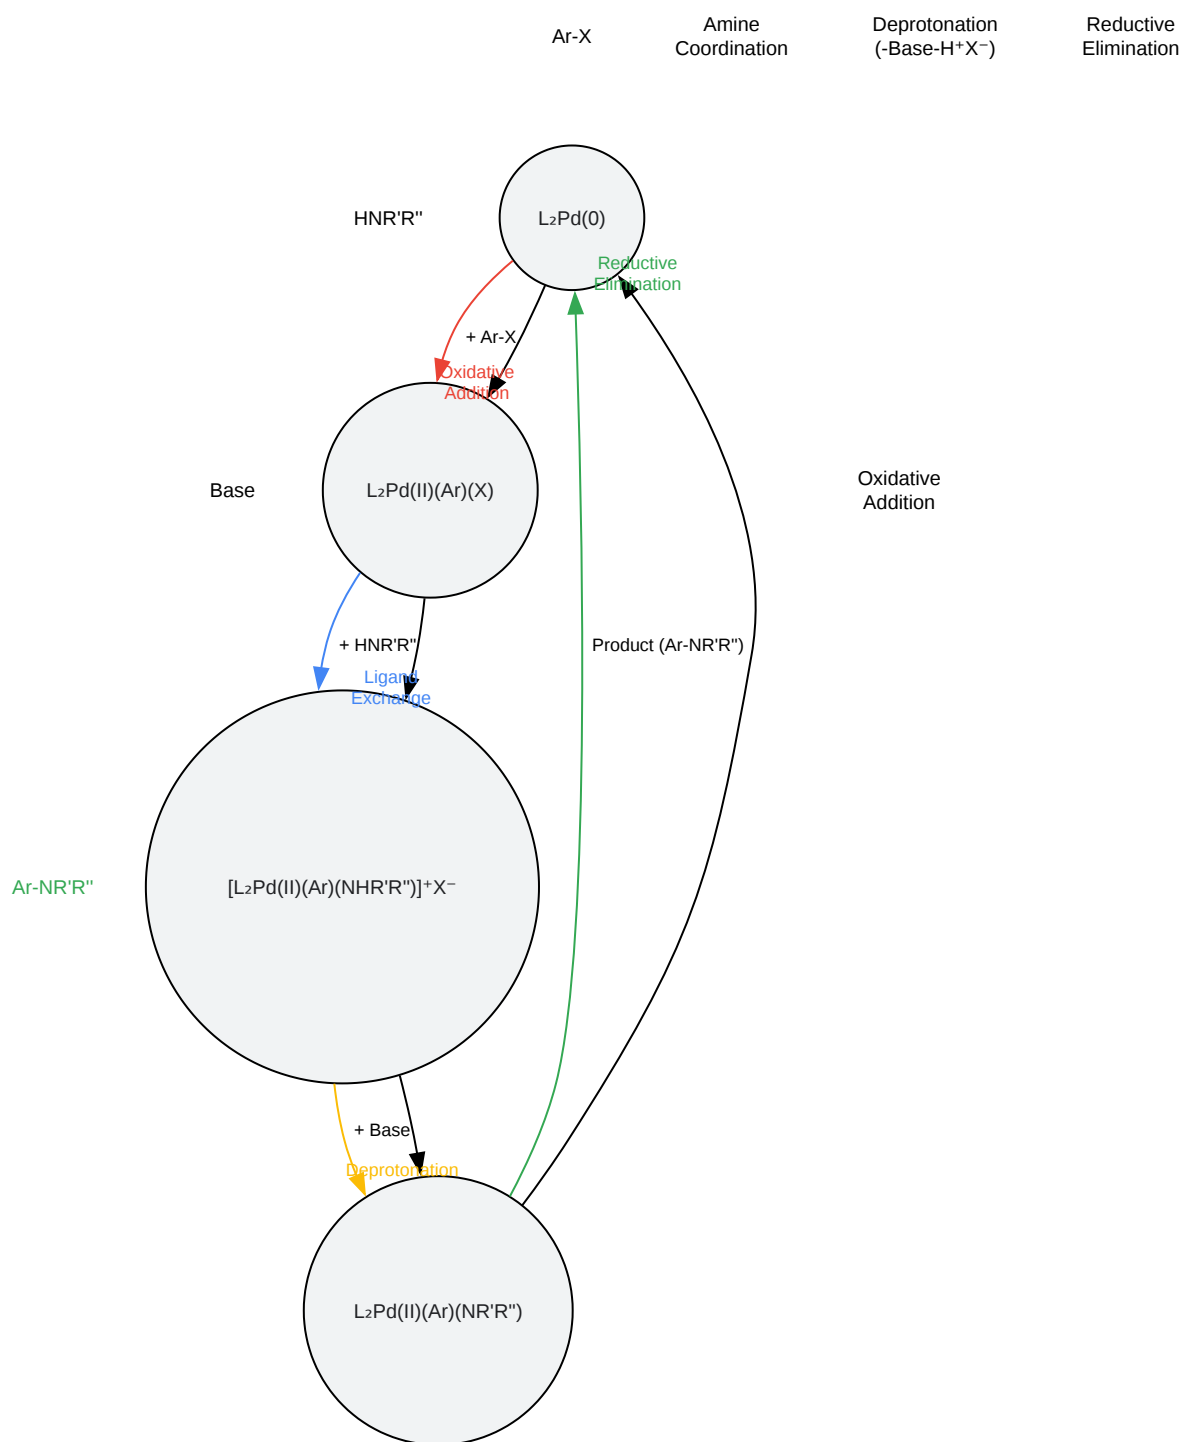 Ar-X
Amine
Coordination
Deprotonation
(-Base-H⁺X⁻)
Reductive
Elimination
HNR'R''
L₂Pd(0)
Reductive
Elimination
+ Ar-X
Oxidative
Addition
Base
L₂Pd(II)(Ar)(X)
Oxidative
Addition
+ HNR'R''
Product (Ar-NR'R'')
Ligand
Exchange
Ar-NR'R''
[L₂Pd(II)(Ar)(NHR'R'')]⁺X⁻
+ Base
Deprotonation
L₂Pd(II)(Ar)(NR'R'')